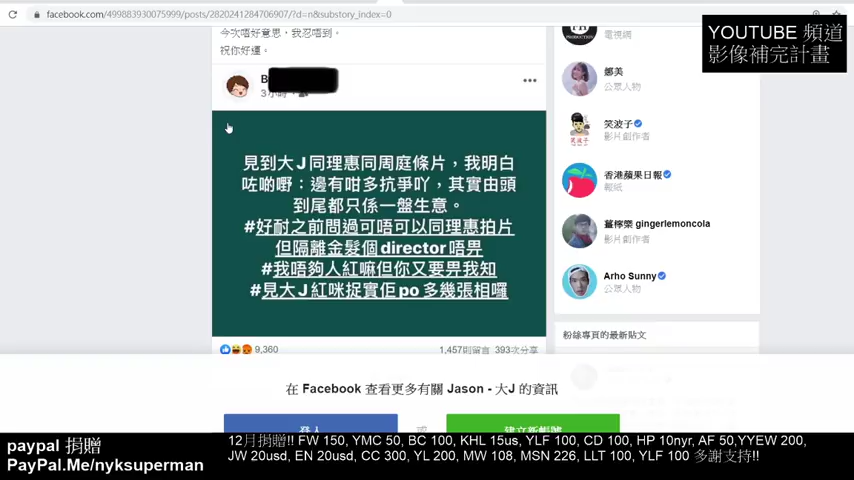 facebook.com/499883930075999/posts/2820241284706907/?d=n&substory_index=0
YOUTUBE 頻道
影像補完計畫
今次唔好意思，我忍唔到。
祝你好運。
B
3小時
電視網
娜美
公眾人物
笑波子
影片創作者
香港蘋果日報
報紙
薑檸樂 gingerlemoncola
影片創作者
Arho Sunny
公眾人物
見到大J同理惠同周庭條片，我明白
咗啲嘢：邊有咁多抗爭吖，其實由頭
到尾都只係一盤生意。
#好耐之前問過可唔可以同理惠拍片
但隔離金髮個director唔畀
#我唔夠人紅嘛但你又要畀我知
#見大J紅咪捉實佢po多幾張相囉
9,360
1,457則留言 393次分享
粉絲專頁的最新貼文
在 Facebook 查看更多有關 Jason - 大J 的資訊
登入
或
建立新帳號
paypal 捐贈
PayPal.Me/nyksuperman
12月捐贈!! FW 150, YMC 50, BC 100, KHL 15us, YLF 100, CD 100, HP 10nyr, AF 50,YYEW 200,
JW 20usd, EN 20usd, CC 300, YL 200, MW 108, MSN 226, LLT 100, YLF 100 多謝支持!!